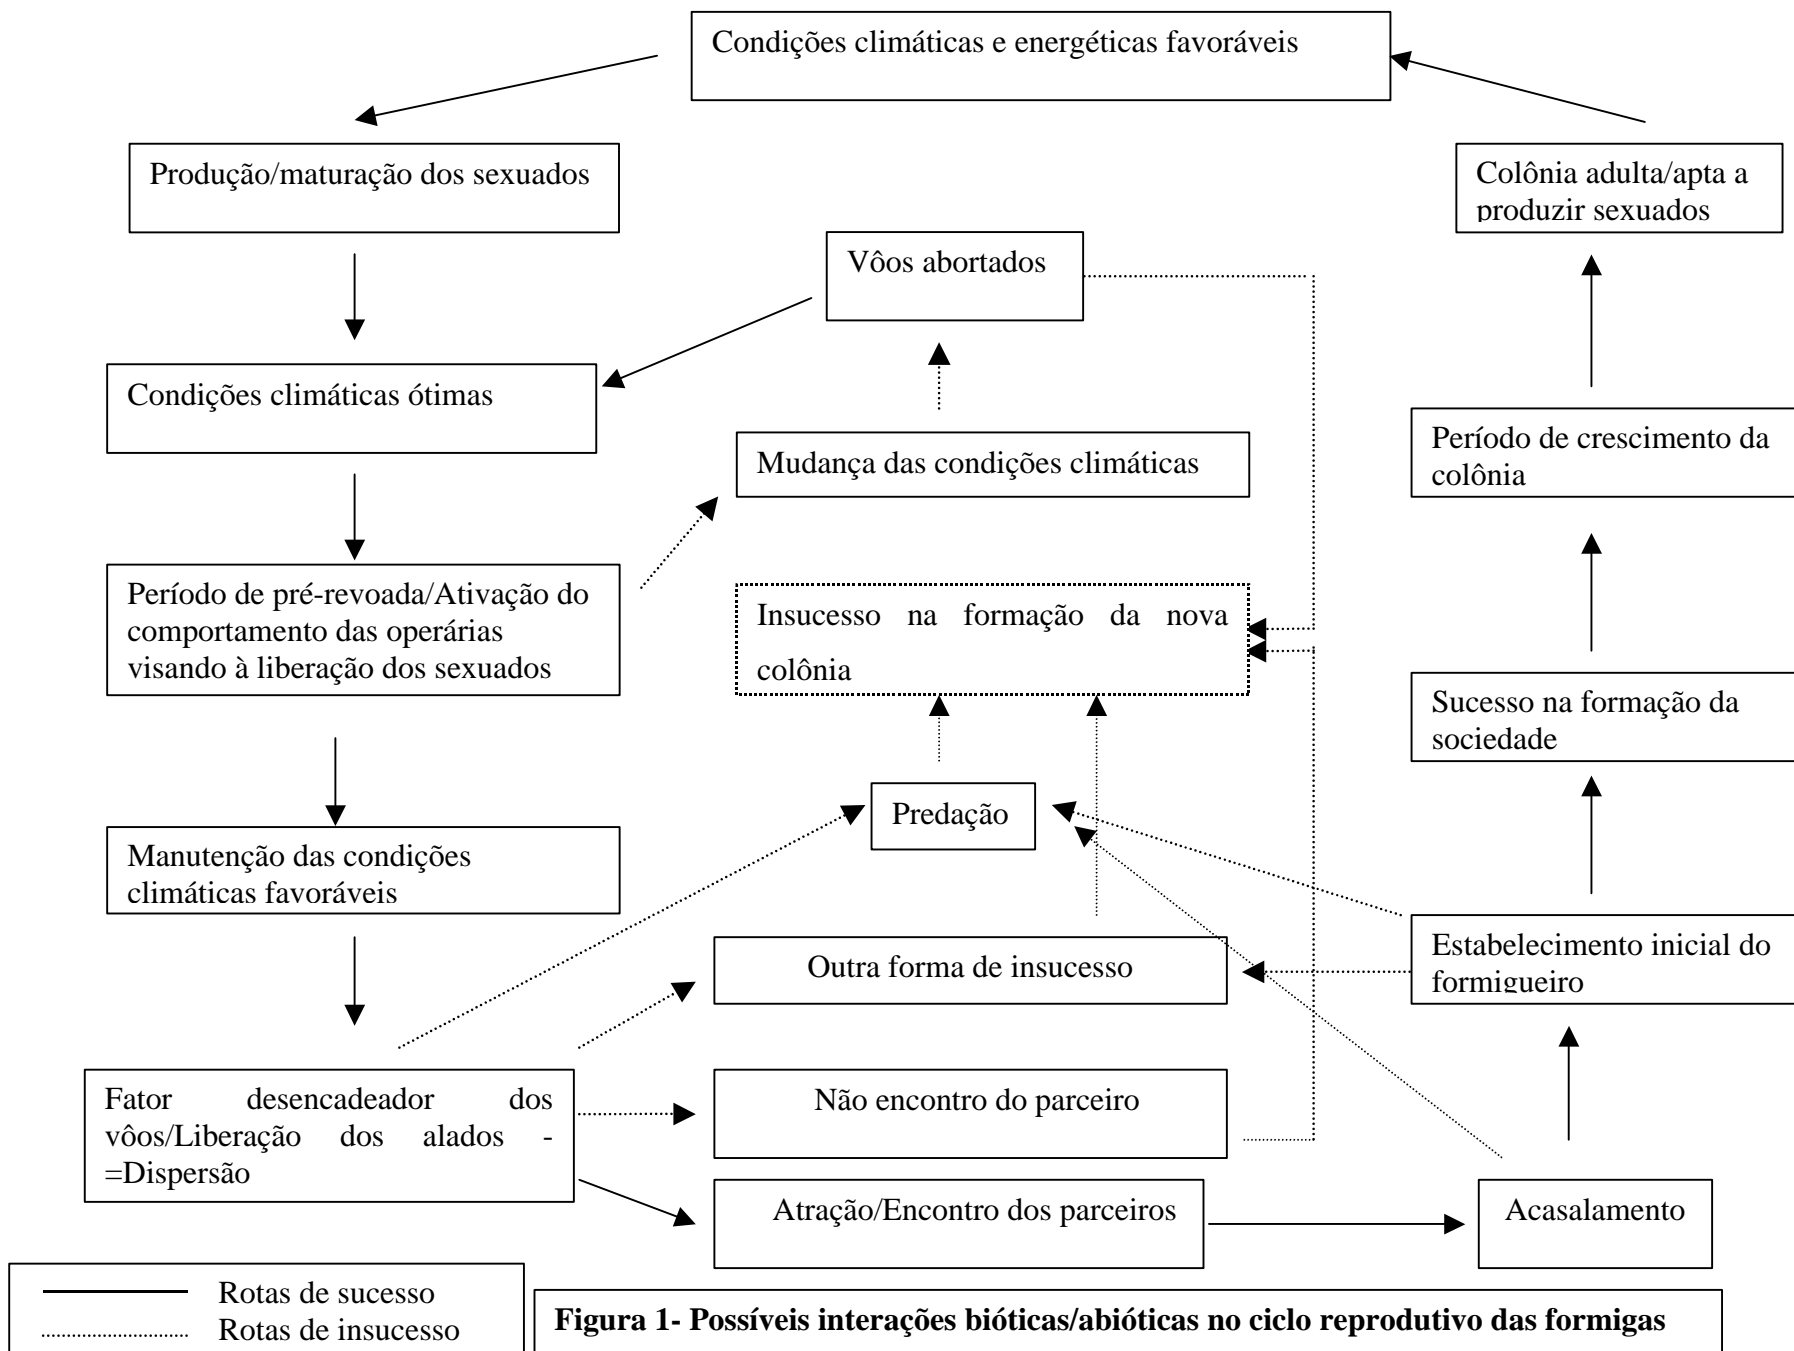 Condições climáticas e energéticas favoráveis
Produção/maturação dos sexuados
Colônia adulta/apta a
produzir sexuados
Vôos abortados
Condições climáticas ótimas
Mudança das condições climáticas
Período de crescimento da
colônia
Período de pré-revoada/Ativação do
comportamento das operárias
visando à liberação dos sexuados
Insucesso na formação da nova
colônia
Sucesso na formação da
sociedade
Predação
Manutenção das condições
climáticas favoráveis
Outra forma de insucesso
Estabelecimento inicial do
formigueiro
Fator desencadeador dos
vôos/Liberação dos alados -
=Dispersão
Não encontro do parceiro
Atração/Encontro dos parceiros
Acasalamento
Rotas de sucesso
Rotas de insucesso
Figura 1- Possíveis interações bióticas/abióticas no ciclo reprodutivo das formigas